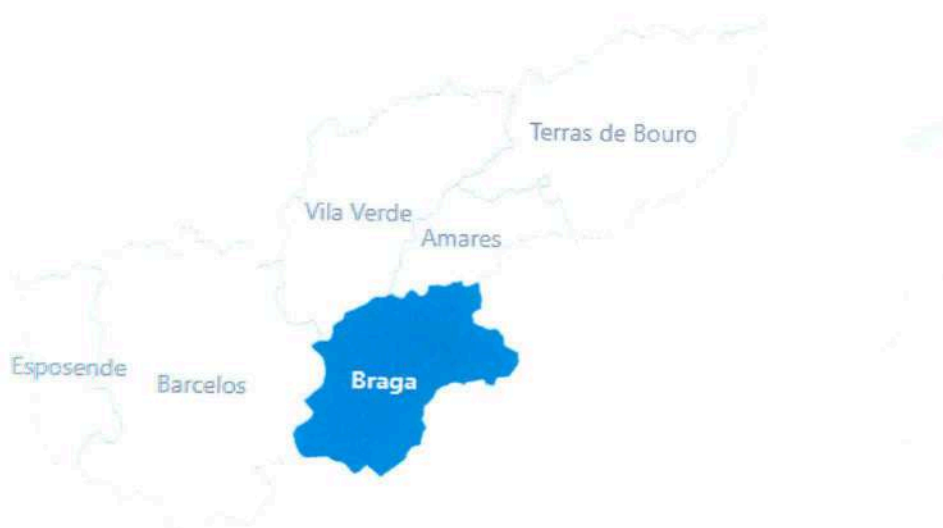 Terras de Bouro
Vila Verde
Amares
Esposende
Barcelos
Braga